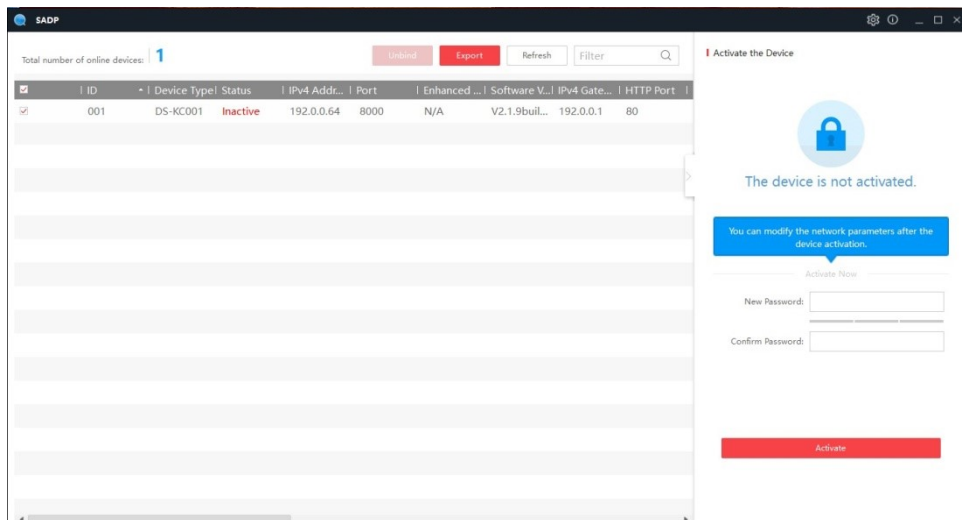 SADP
Total number of online devices: 1
Unbind
Export
Refresh
Filter
ID | Device Type | Status | IPv4 Addr... | Port | Enhanced ... | Software V... | IPv4 Gate... | HTTP Port |
001 DS-KC001 Inactive 192.0.0.64 8000 N/A V2.1.9buil... 192.0.0.1 80
Activate the Device
The device is not activated.
You can modify the network parameters after the
device activation.
Activate Now
New Password:
Confirm Password:
Activate